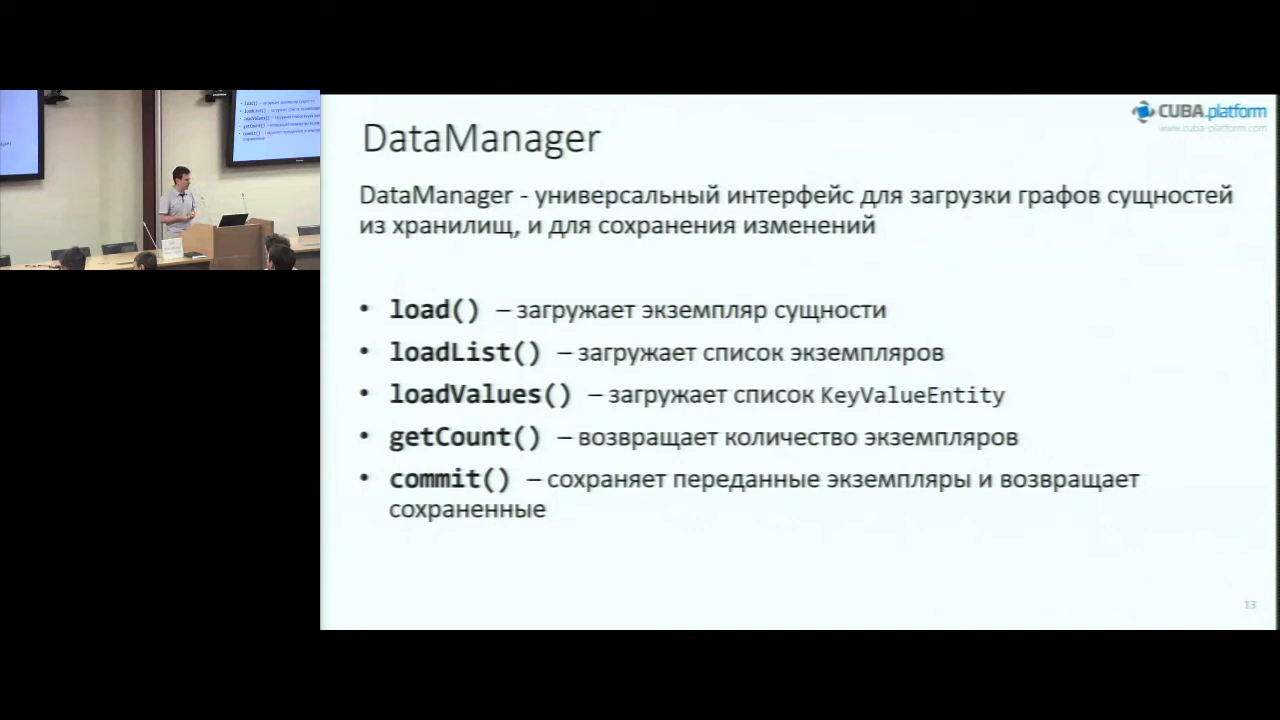 CUBA.platform
www.cuba-platform.com
DataManager
DataManager - универсальный интерфейс для загрузки графов сущностей
из хранилищ, и для сохранения изменений
• load() – загружает экземпляр сущности
• loadList() – загружает список экземпляров
• loadValues() – загружает список KeyValueEntity
• getCount() – возвращает количество экземпляров
• commit() – сохраняет переданные экземпляры и возвращает
сохраненные
13